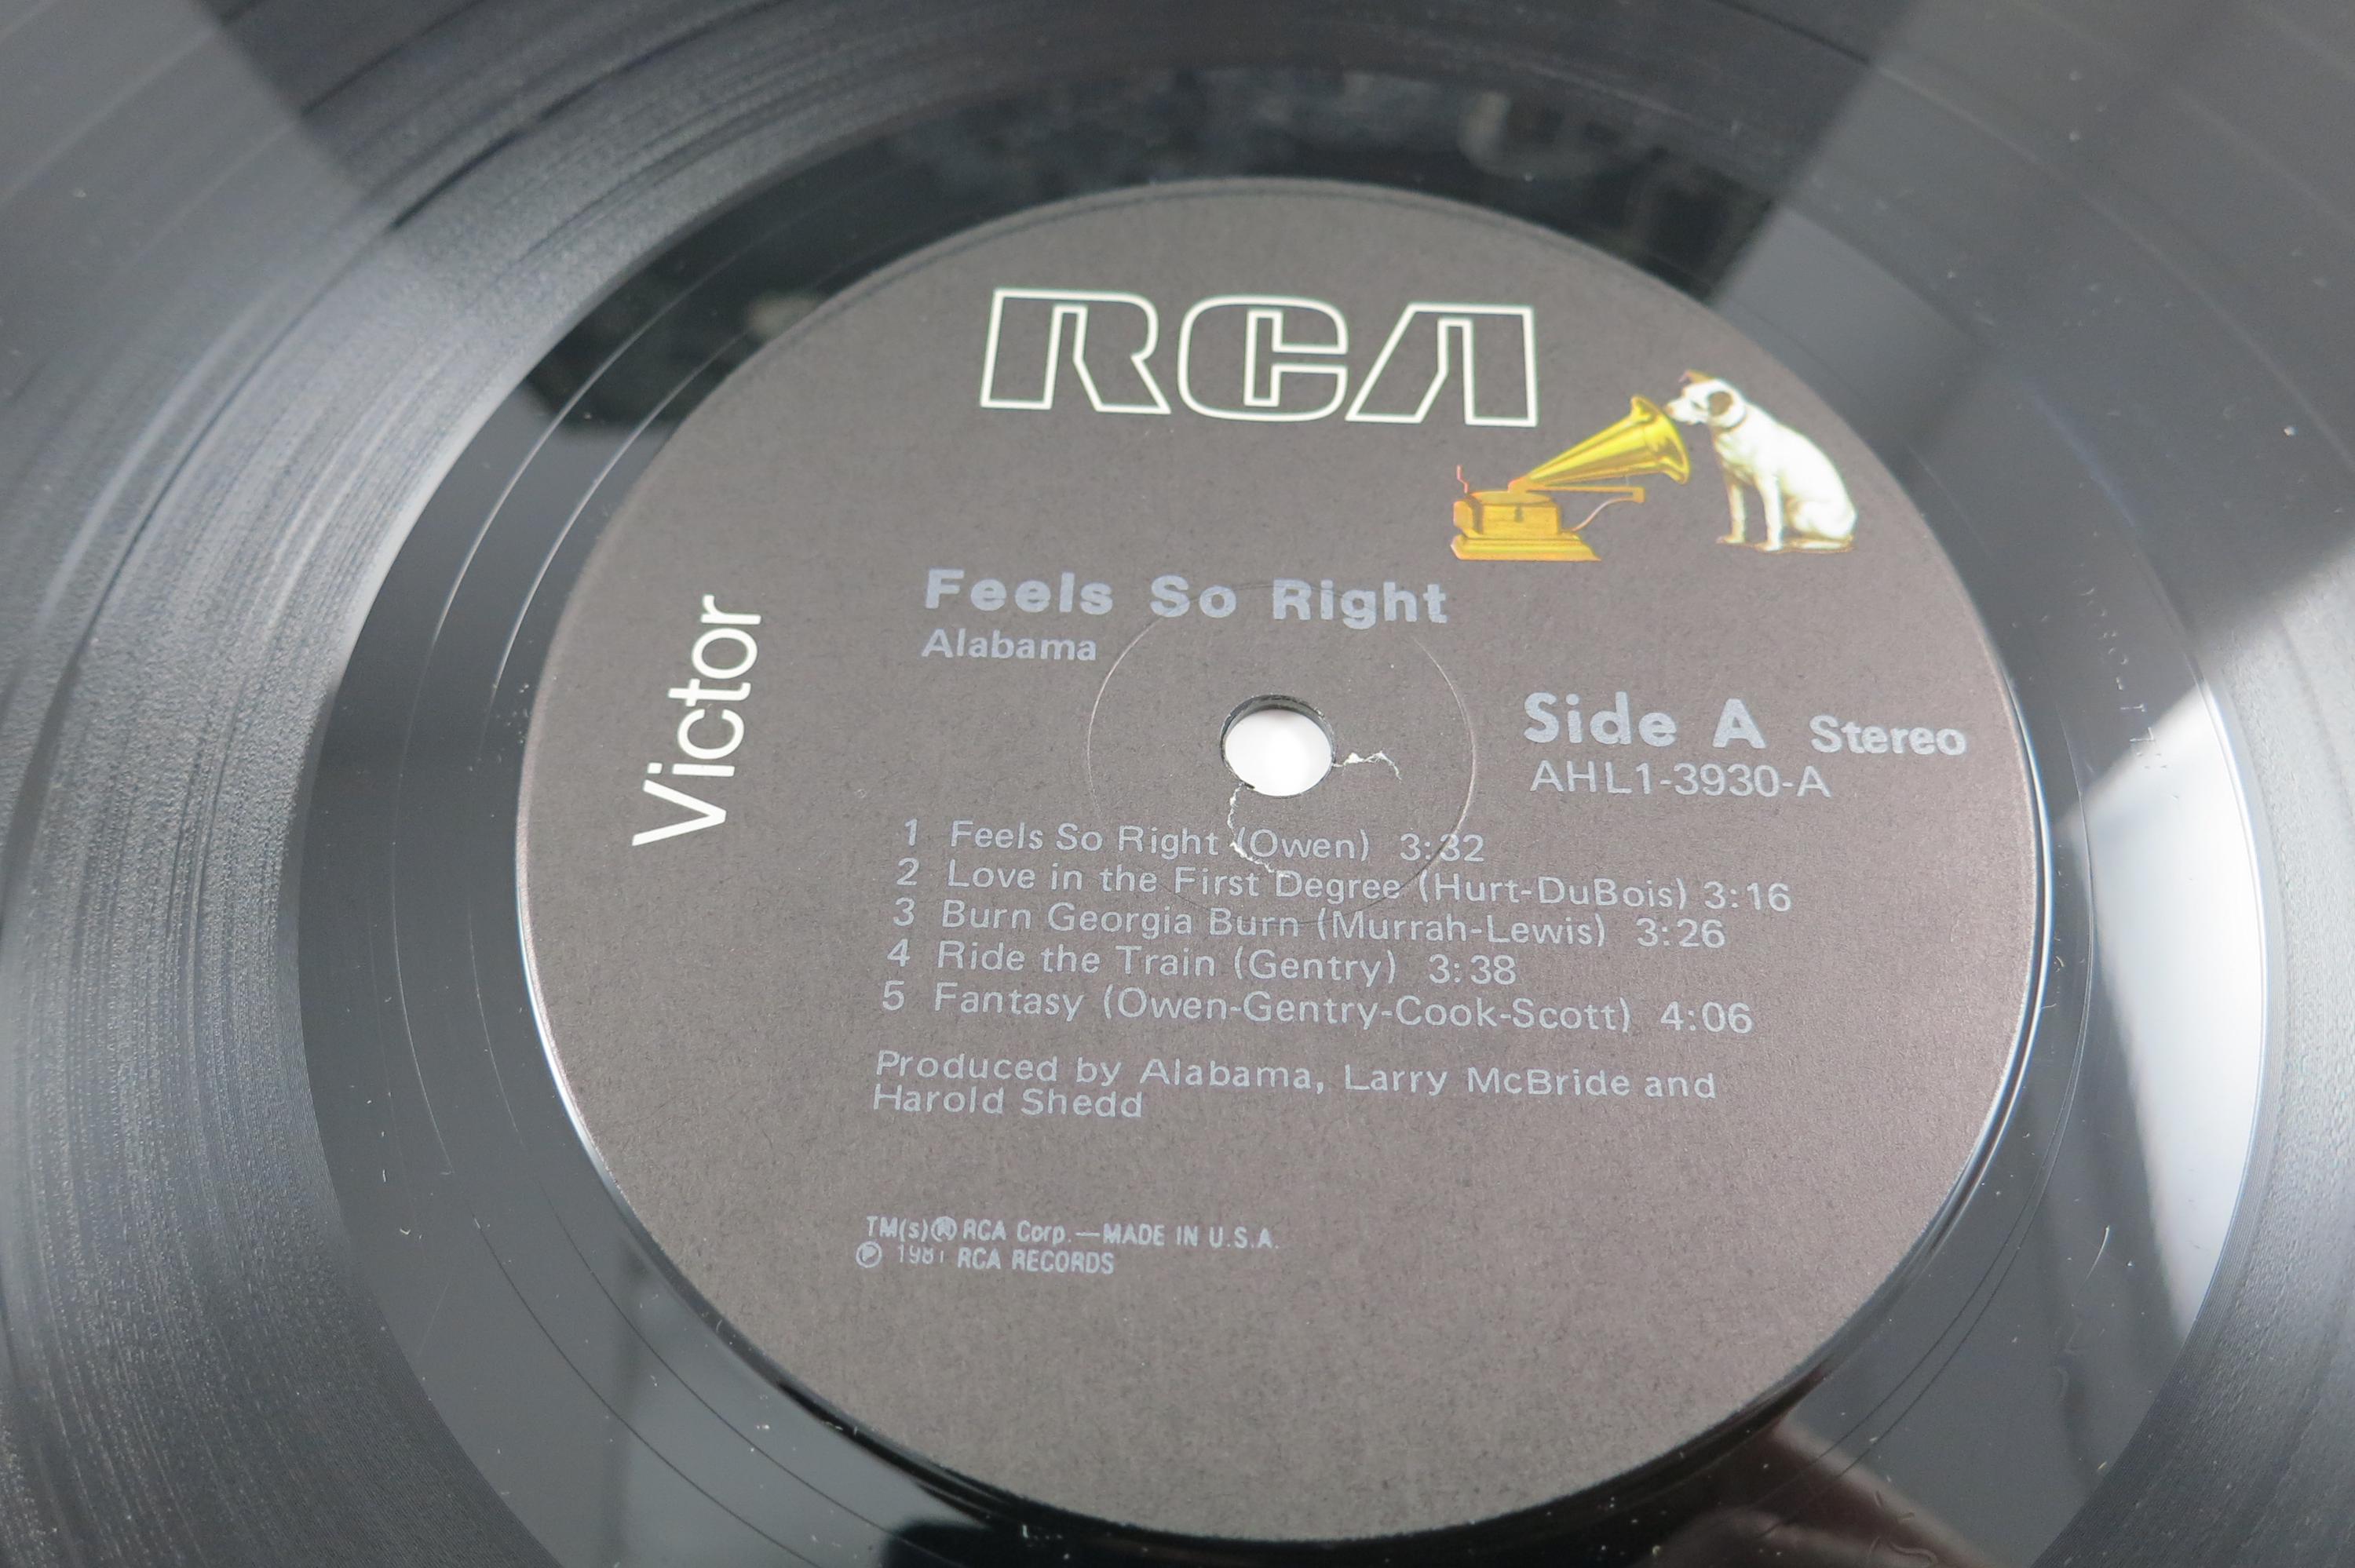 RCA
Victor
Feels So Right
Alabama
Side A Stereo
AHL1-3930-A
1 Feels So Right (Owen) 3:32
2 Love in the First Degree (Hurt-DuBois) 3:16
3 Burn Georgia Burn (Murrah-Lewis) 3:26
4 Ride the Train (Gentry) 3:38
5 Fantasy (Owen-Gentry-Cook-Scott) 4:06
Produced by Alabama, Larry McBride and
Harold Shedd
TM(s)® RCA Corp.—MADE IN U.S.A.
℗ 1981 RCA RECORDS